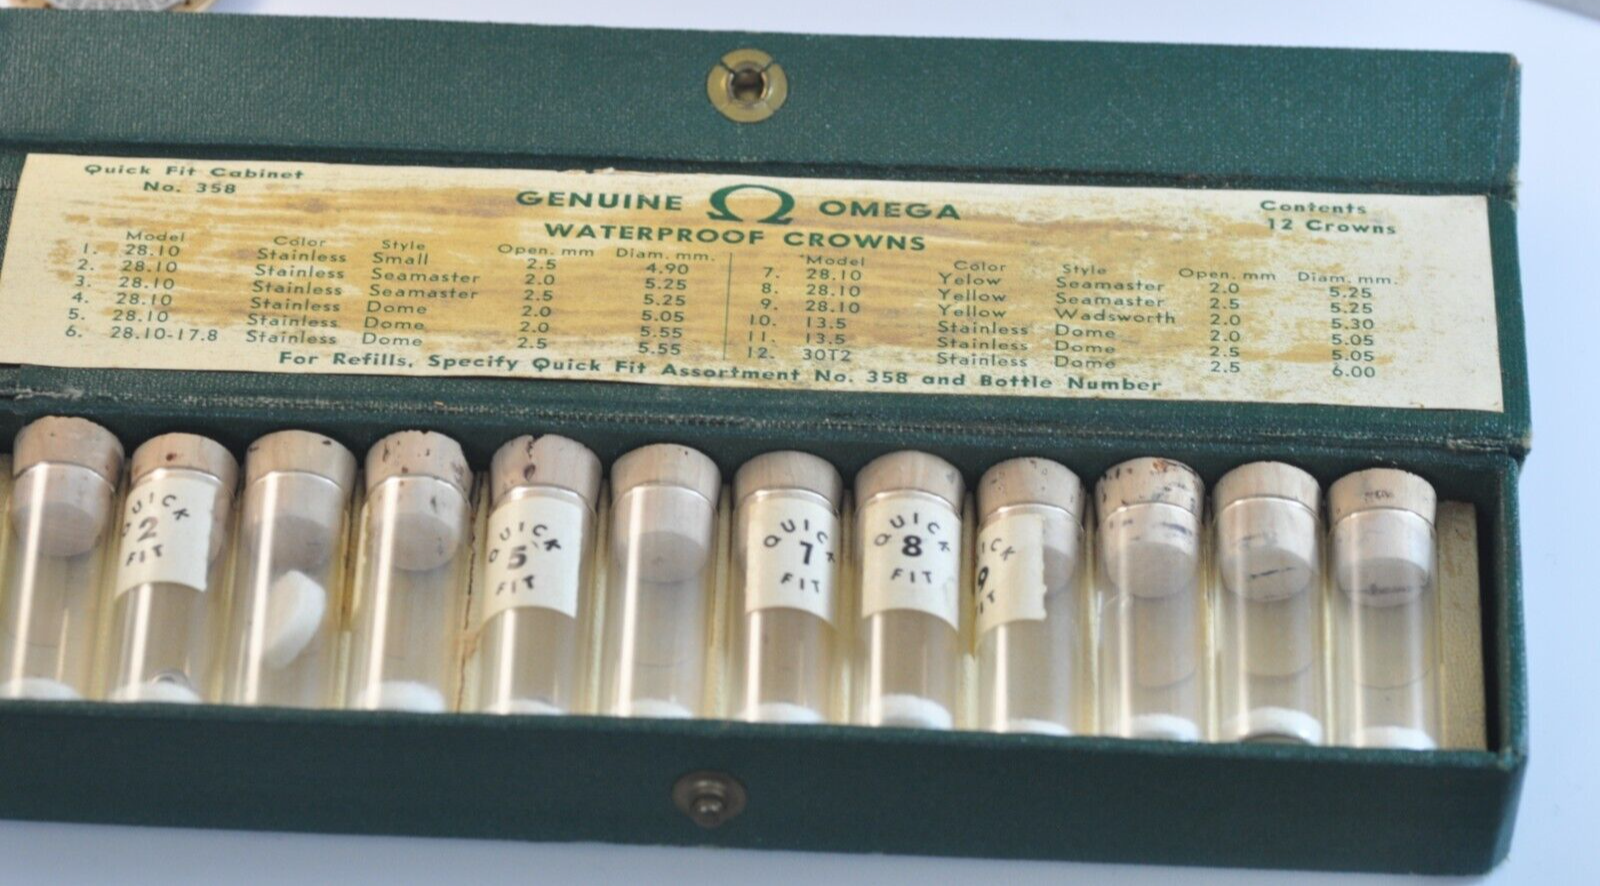 Quick Fit Cabinet
No. 358
GENUINE Ω OMEGA
WATERPROOF CROWNS
Contents
12 Crowns
Model Color Style Open. mm Diam. mm.
1. 28.10 Stainless Small 2.5 4.90
2. 28.10 Stainless Seamaster 2.0 5.25
3. 28.10 Stainless Seamaster 2.5 5.25
4. 28.10 Stainless Dome 2.0 5.05
5. 28.10 Stainless Dome 2.0 5.55
6. 28.10-17.8 Stainless Dome 2.5 5.55
Model Color Style Open. mm Diam. mm.
7. 28.10 Yelow Seamaster 2.0 5.25
8. 28.10 Yellow Seamaster 2.5 5.25
9. 28.10 Yellow Wadsworth 2.0 5.30
10. 13.5 Stainless Dome 2.0 5.05
11. 13.5 Stainless Dome 2.5 5.05
12. 30T2 Stainless Dome 2.5 6.00
For Refills, Specify Quick Fit Assortment No. 358 and Bottle Number
QUICK
2
FIT
QUICK
5
FIT
QUICK
7
FIT
QUICK
8
FIT
9